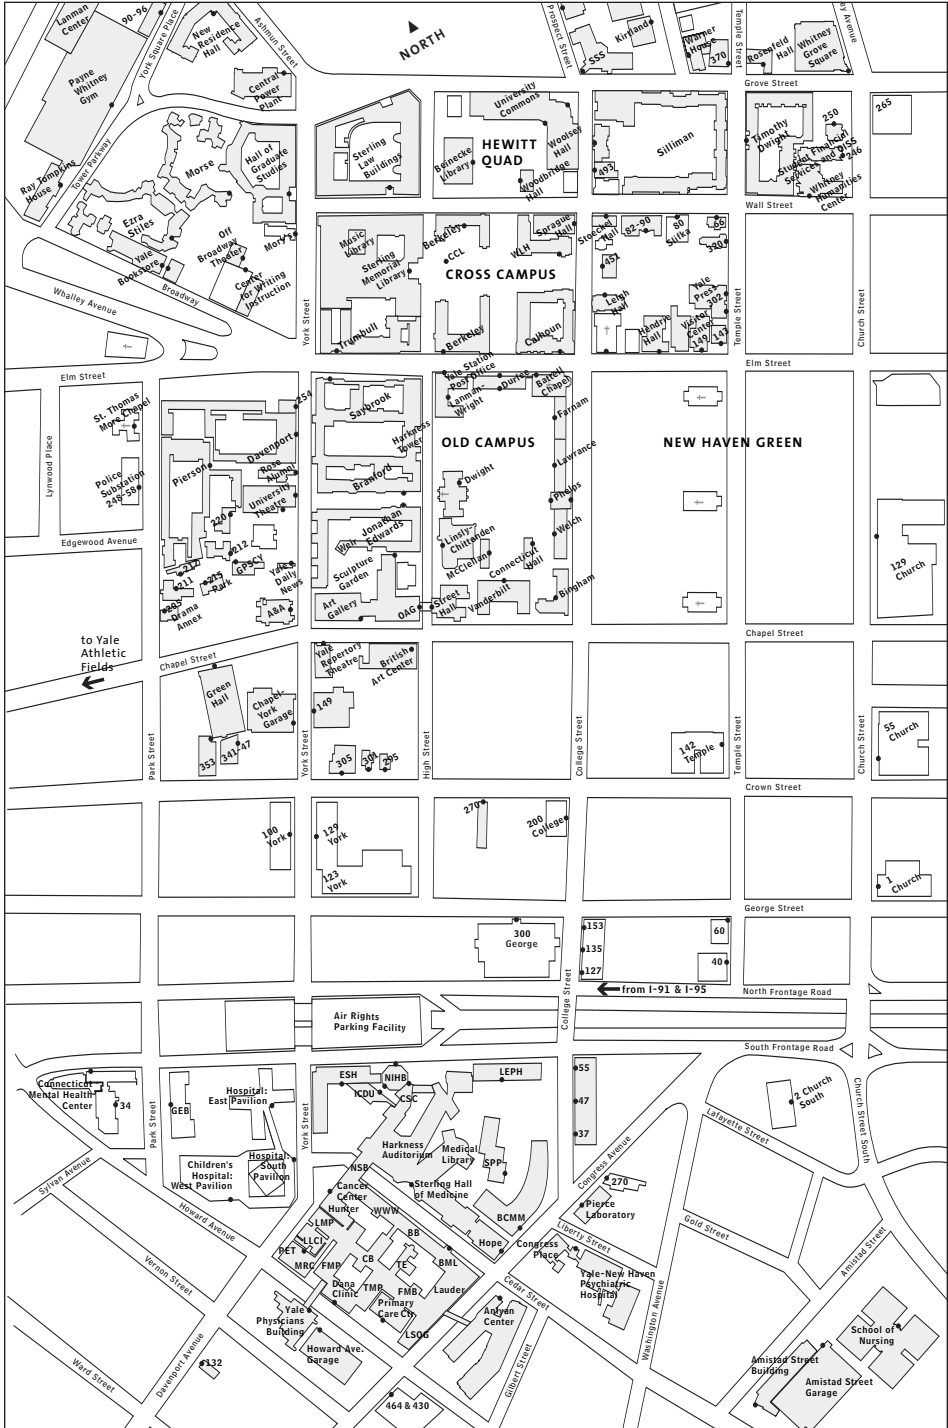 Lanman
Center
90-96
York Square Place
New
Residence
Hall
Ashmun Street
NORTH
Prospect Street
Kirtland
SSS
Warner
House
370
Temple Street
Rosenfeld
Hall
Whitney
Grove
Square
Payne
Whitney
Gym
Central
Power
Plant
Grove Street
University
Commons
265
Tower Parkway
Ray Tompkins
House
Morse
Hall of
Graduate
Studies
Sterling
Law
Buildings
Beinecke
Library
HEWITT
QUAD
Woolsey
Hall
Woodbridge
Hall
Silliman
493
Timothy
Dwight
250
Student Financial
Services and OISS
246
Whitney
Humanities
Center
Wall Street
Ezra
Stiles
Yale
Bookstore
Off
Broadway
Theater
Mory's
Center
for Writing
Instruction
Broadway
Whalley Avenue
Music
Library
Sterling
Memorial
Library
Berkeley
CCL
WLH
Sprague
Hall
CROSS CAMPUS
Stoeckel
Hall
82-90
80
Slifka
66
320
451
Leigh
Hall
Yale
Press
302
Hendrie
Hall
Visitor
Center
149
143
York Street
Trumbull
Berkeley
Calhoun
Temple Street
Church Street
Elm Street
Elm Street
Yale Station
Post Office
Lanman-
Wright
Durfee
Battell
Chapel
St. Thomas
More Chapel
254
Saybrook
Farnam
Lynwood Place
Davenport
Harkness
Tower
OLD CAMPUS
NEW HAVEN GREEN
Police
Substation
248-58
Pierson
Rose
Alumni
University
Theatre
Branford
Dwight
Lawrance
Phelps
220
212
Weir
Jonathan
Edwards
Linsly-
Chittenden
McClellan
Connecticut
Hall
Welch
Edgewood Avenue
217
211
205
215
Park
GPSCY
Yale
Daily
News
Sculpture
Garden
129
Church
Drama
Annex
A&A
Art
Gallery
OAG
Street
Hall
Vanderbilt
Bingham
to Yale
Athletic
Fields
Chapel Street
Chapel Street
Yale
Repertory
Theatre
British
Art Center
Green
Hall
Chapel-
York
Garage
149
353
341-47
305
301
295
Park Street
York Street
High Street
College Street
142
Temple
Temple Street
Church Street
55
Church
Crown Street
100
York
129
York
123
York
270
200
College
1
Church
George Street
300
George
153
135
127
60
40
from I-91 & I-95
North Frontage Road
Air Rights
Parking Facility
College Street
South Frontage Road
Connecticut
Mental Health
Center
34
Park Street
GEB
Hospital:
East Pavilion
York Street
ESH
NIHB
ICDU
CSC
LEPH
55
47
37
2 Church
South
Lafayette Street
Church Street South
Children's
Hospital:
West Pavilion
Hospital:
South
Pavilion
Harkness
Auditorium
Medical
Library
SPP
Congress Avenue
Sylvan Avenue
NSB
Cancer
Center
Sterling Hall
of Medicine
270
Pierce
Laboratory
Howard Avenue
Hunter
WWW
LMP
LLCI
PET
BB
BCMM
Hope
Liberty Street
Gold Street
Congress
Place
MRC
FMP
CB
TE
BML
Vernon Street
Dana
Clinic
TMP
FMB
Lauder
Yale-New Haven
Psychiatric
Hospital
Amistad Street
Cedar Street
Yale
Physicians
Building
Primary
Care Ctr.
LSOG
Anlyan
Center
Washington Avenue
School of
Nursing
Howard Ave.
Garage
132
Davenport Avenue
Ward Street
Gilbert Street
Amistad Street
Building
Amistad Street
Garage
464 & 430